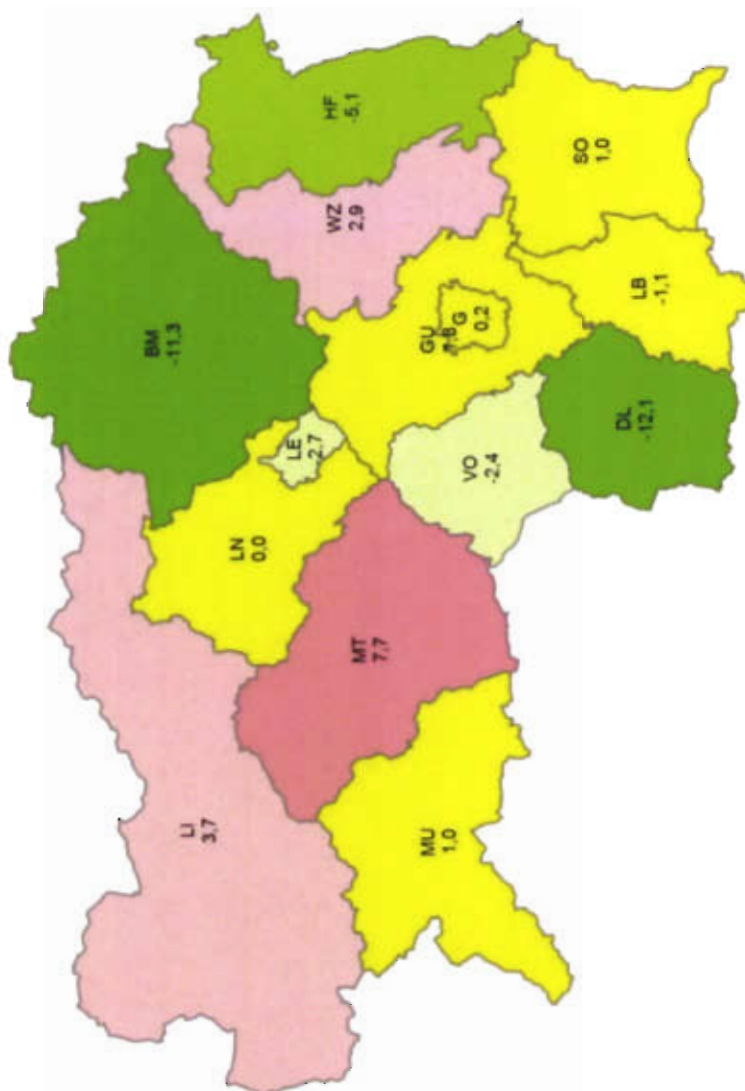 BM
-11,3
LI
3,7
LN
0,0
LE
2,7
HF
-5,1
WZ
2,9
MT
7,7
GU
MU
1,0
G
0,2
VO
-2,4
SO
1,0
DL
-12,1
LB
-1,1